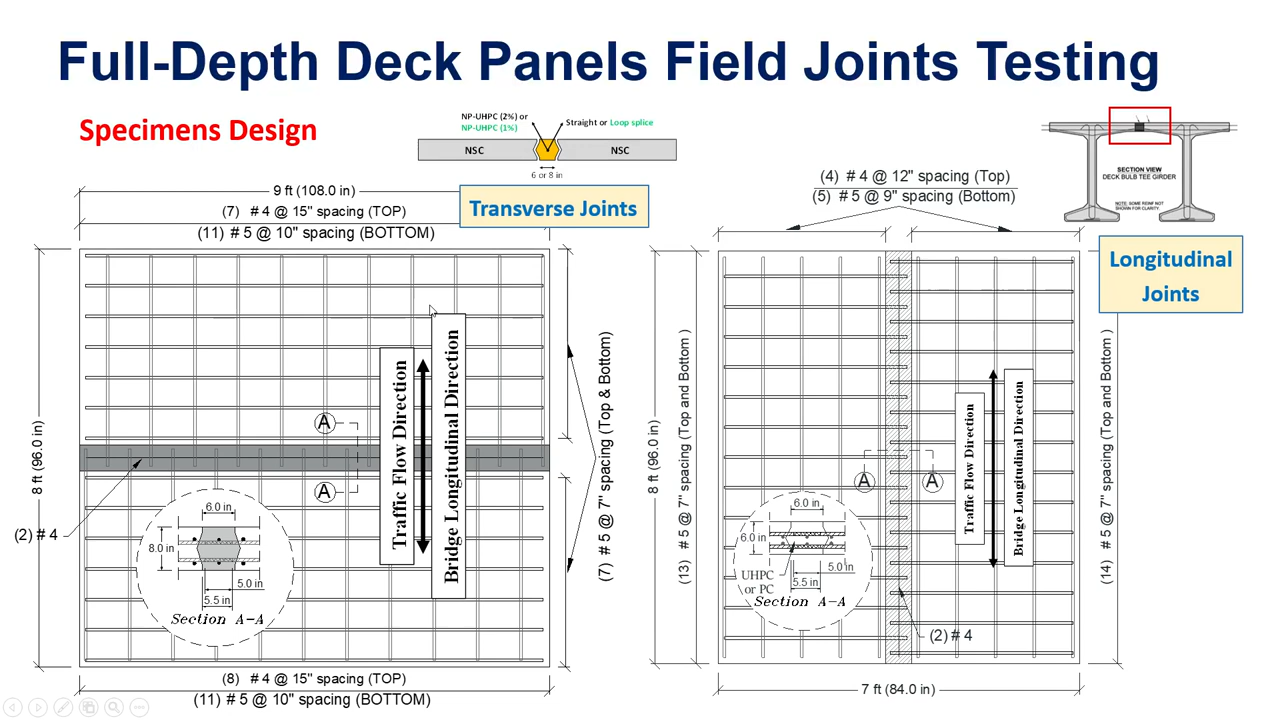 Full-Depth Deck Panels Field Joints Testing
Specimens Design
NP-UHPC (2%) or
NP-UHPC (1%)
Straight or Loop splice
NSC
NSC
6 or 8 in
SECTION VIEW
DECK BULB TEE GIRDER
NOTE: SOME REINF NOT
SHOWN FOR CLARITY.
9 ft (108.0 in)
(7) # 4 @ 15" spacing (TOP)
(11) # 5 @ 10" spacing (BOTTOM)
Transverse Joints
(4) # 4 @ 12" spacing (Top)
(5) # 5 @ 9" spacing (Bottom)
Longitudinal
Joints
8 ft (96.0 in)
A
A
Traffic Flow Direction
Bridge Longitudinal Direction
(7) # 5 @ 7" spacing (Top & Bottom)
(2) # 4
6.0 in
8.0 in
5.0 in
5.5 in
Section A-A
(8) # 4 @ 15" spacing (TOP)
(11) # 5 @ 10" spacing (BOTTOM)
8 ft (96.0 in)
(13) # 5 @ 7" spacing (Top and Bottom )
A
A
Traffic Flow Direction
Bridge Longitudinal Direction
(14) # 5 @ 7" spacing (Top and Bottom )
6.0 in
6.0 in
UHPC
or PC
5.0 in
5.5 in
Section A-A
(2) # 4
7 ft (84.0 in)